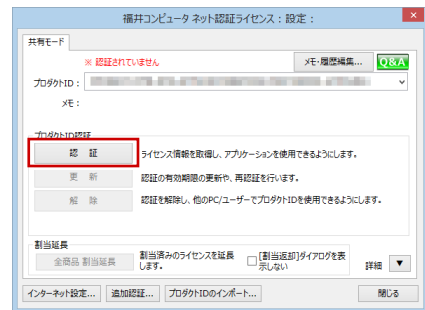 福井コンピュータ ネット認証ライセンス：設定：
共有モード
※ 認証されていません
メモ・履歴編集...
Q&A
プロダクトID：
メモ：
プロダクトID認証
認 証
ライセンス情報を取得し、アプリケーションを使用できるようにします。
更 新
認証の有効期限の更新や、再認証を行います。
解 除
認証を解除し、他のPC/ユーザーでプロダクトIDを使用できるようにします。
割当延長
全商品 割当延長
割当済みのライセンスを延長
します。
[割当返却]ダイアログを表
示しない
詳細 ▼
インターネット設定...
追加認証...
プロダクトIDのインポート...
閉じる